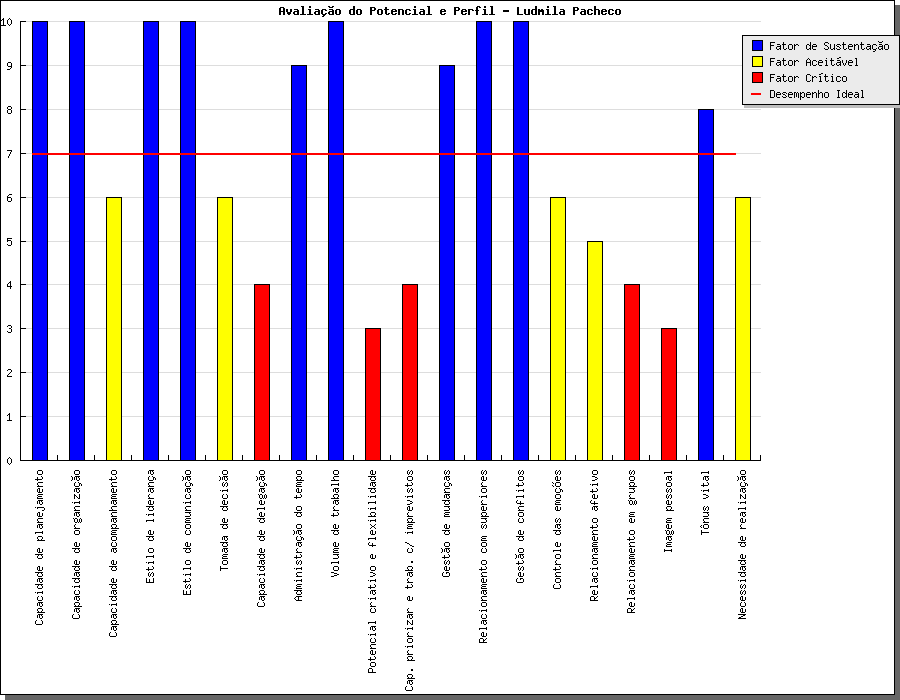 Avaliação do Potencial e Perfil - Ludmila Pacheco
Fator de Sustentação
Fator Aceitável
Fator Crítico
Desempenho Ideal
10
9
8
7
6
5
4
3
2
1
0
Capacidade de planejamento
Capacidade de organização
Capacidade de acompanhamento
Estilo de liderança
Estilo de comunicação
Tomada de decisão
Capacidade de delegação
Administração do tempo
Volume de trabalho
Potencial criativo e flexibilidade
Cap. priorizar e trab. c/ imprevistos
Gestão de mudanças
Relacionamento com superiores
Gestão de conflitos
Controle das emoções
Relacionamento afetivo
Relacionamento em grupos
Imagem pessoal
Tônus vital
Necessidade de realização